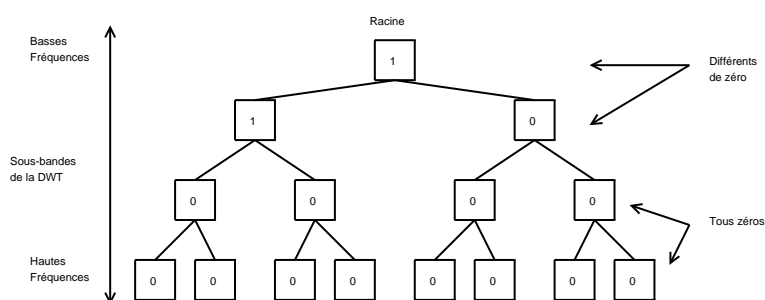 Racine
Basses
Fréquences
1
Différents
de zéro
1
0
Sous-bandes
de la DWT
0
0
0
0
Tous zéros
Hautes
Fréquences
0
0
0
0
0
0
0
0